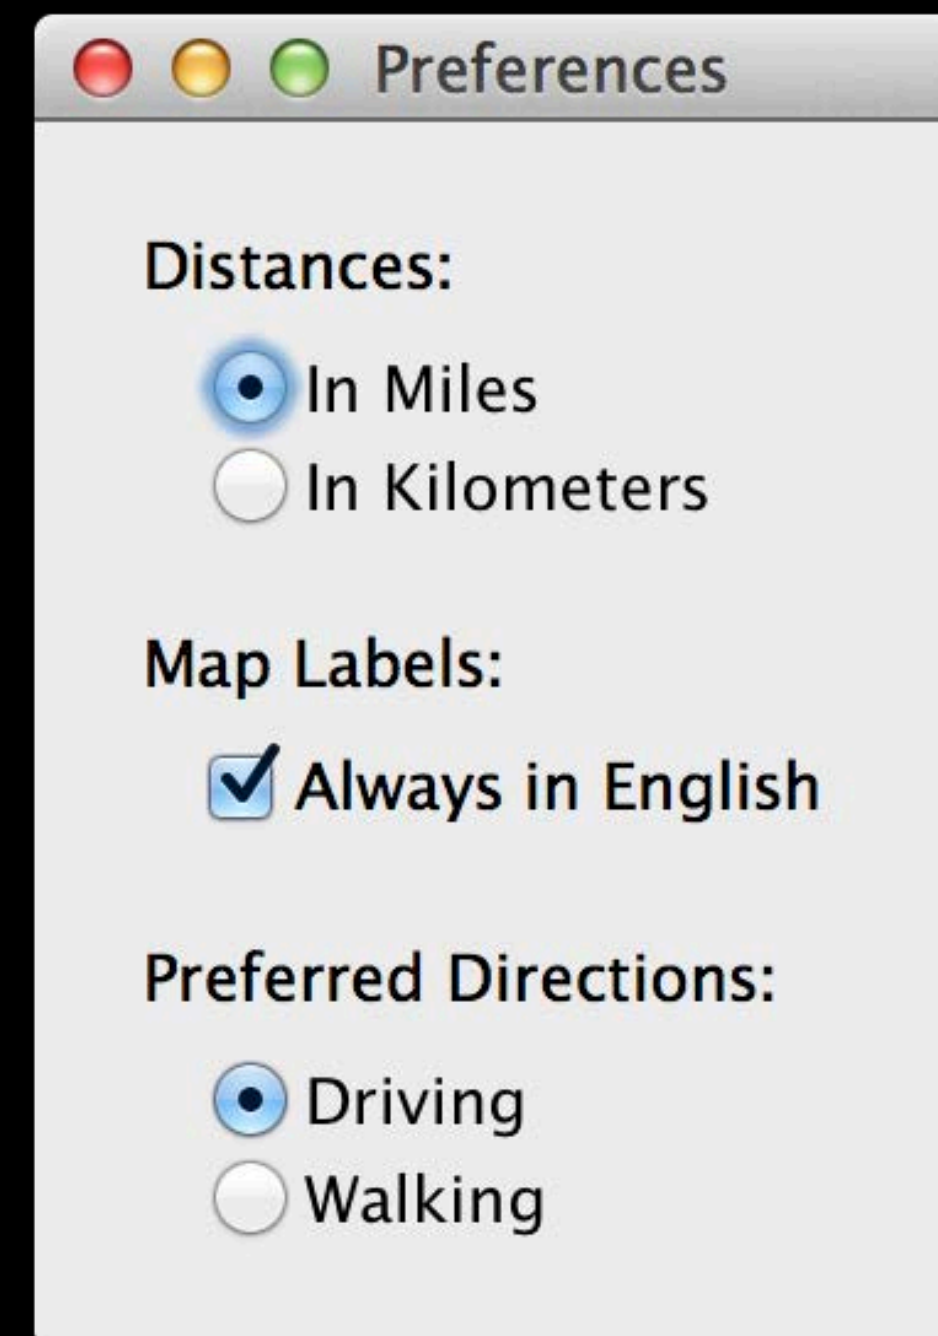 Preferences
Distances:
In Miles
In Kilometers
Map Labels:
Always in English
Preferred Directions:
Driving
Walking